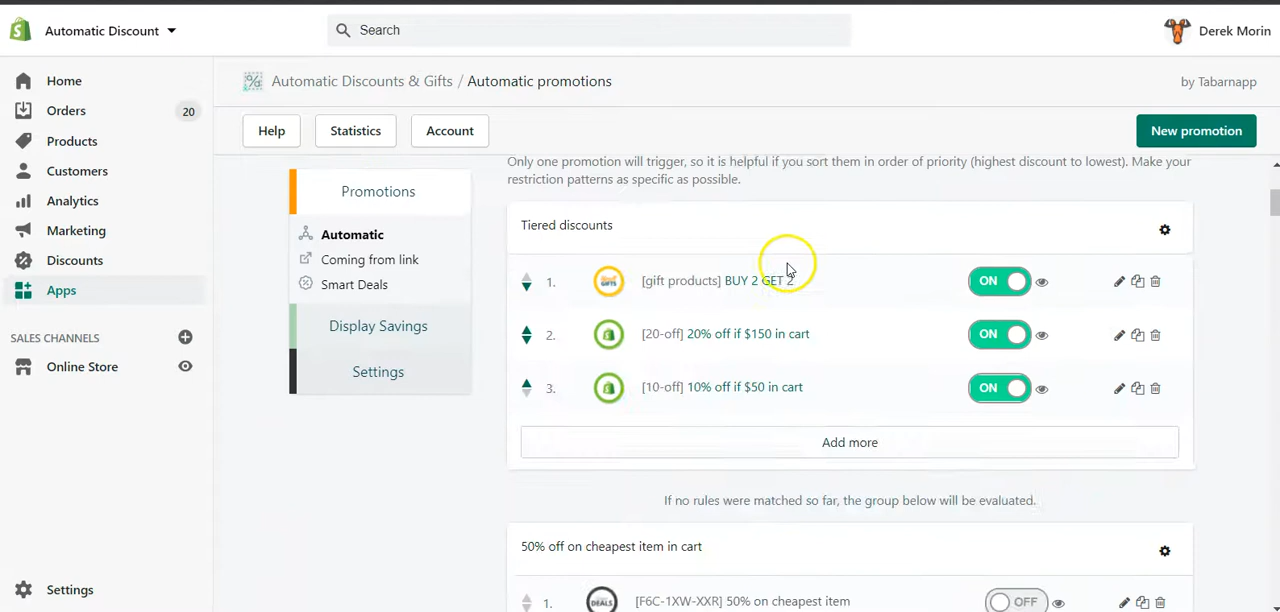 Automatic Discount
Search
Derek Morin
Home
Orders 20
Products
Customers
Analytics
Marketing
Discounts
Apps
SALES CHANNELS
Online Store
Settings
Automatic Discounts & Gifts / Automatic promotions
by Tabarnapp
Help
Statistics
Account
New promotion
Promotions
Automatic
Coming from link
Smart Deals
Display Savings
Settings
Only one promotion will trigger, so it is helpful if you sort them in order of priority (highest discount to lowest). Make your
restriction patterns as specific as possible.
Tiered discounts
1. GIFTS [gift products] BUY 2 GET 2 ON
2. [20-off] 20% off if $150 in cart ON
3. [10-off] 10% off if $50 in cart ON
Add more
If no rules were matched so far, the group below will be evaluated.
50% off on cheapest item in cart
1. DEALS [F6C-1XW-XXR] 50% on cheapest item OFF